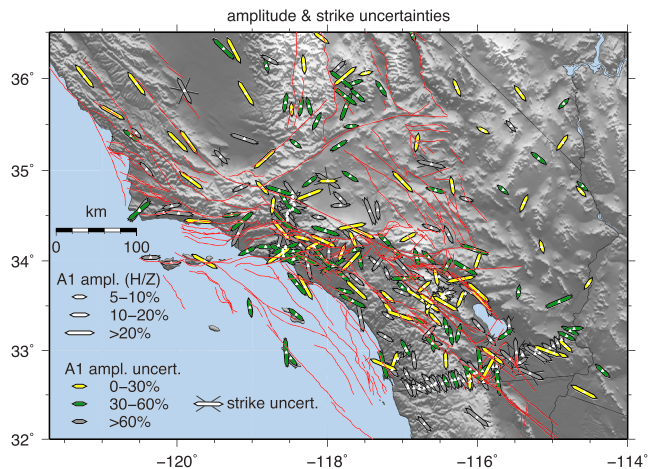 amplitude & strike uncertainties
36°
35°
34°
33°
32°
km
0 100
A1 ampl. (H/Z)
5–10%
10–20%
>20%
A1 ampl. uncert.
0–30%
30–60%
>60%
strike uncert.
−120° −118° −116° −114°